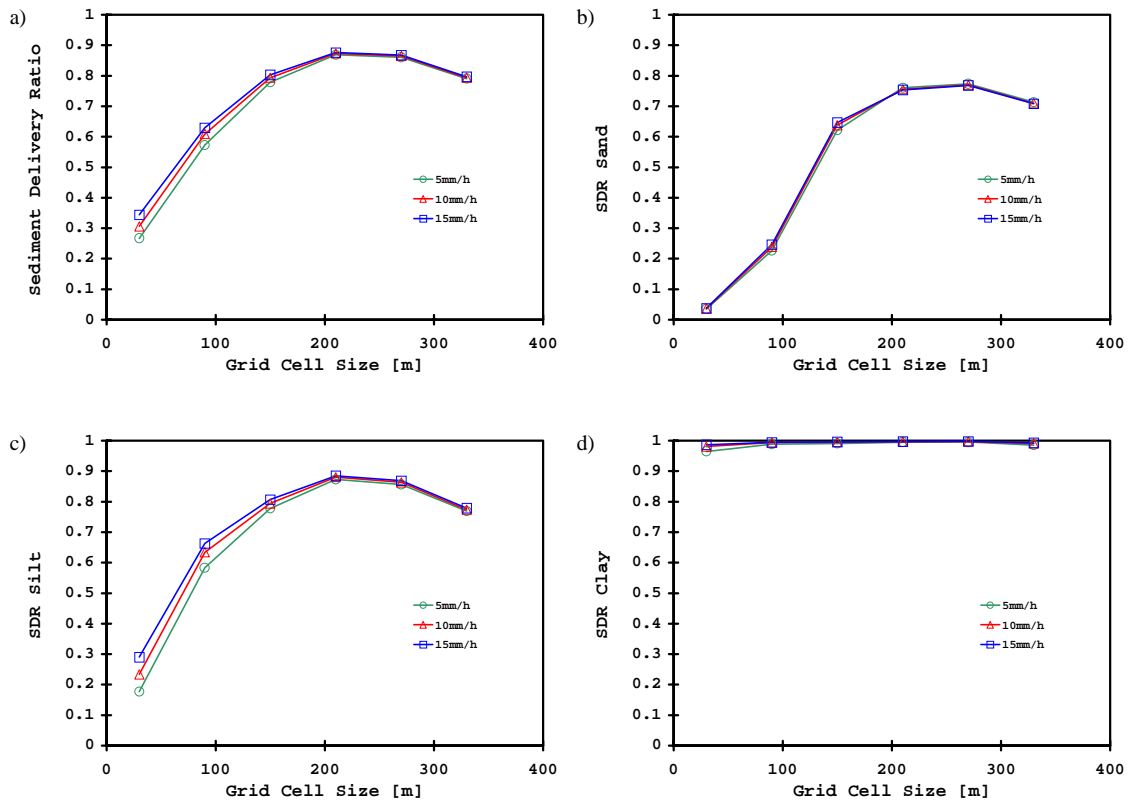 a)
Sediment Delivery Ratio
1
0.9
0.8
0.7
0.6
0.5
0.4
0.3
0.2
0.1
0
5mm/h
10mm/h
15mm/h
0 100 200 300 400
Grid Cell Size [m]
b)
SDR Sand
1
0.9
0.8
0.7
0.6
0.5
0.4
0.3
0.2
0.1
0
5mm/h
10mm/h
15mm/h
0 100 200 300 400
Grid Cell Size [m]
c)
SDR Silt
1
0.9
0.8
0.7
0.6
0.5
0.4
0.3
0.2
0.1
0
5mm/h
10mm/h
15mm/h
0 100 200 300 400
Grid Cell Size [m]
d)
SDR Clay
1
0.9
0.8
0.7
0.6
0.5
0.4
0.3
0.2
0.1
0
5mm/h
10mm/h
15mm/h
0 100 200 300 400
Grid Cell Size [m]